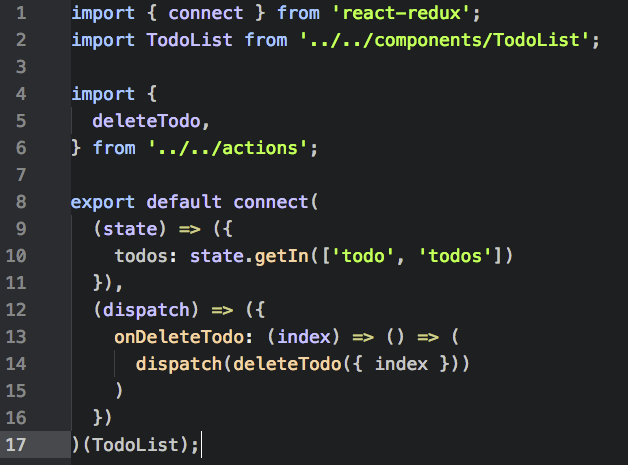 1 import { connect } from 'react-redux';
2 import TodoList from '../../components/TodoList';
3
4 import {
5   deleteTodo,
6 } from '../../actions';
7
8 export default connect(
9   (state) => ({
10     todos: state.getIn(['todo', 'todos'])
11   }),
12   (dispatch) => ({
13     onDeleteTodo: (index) => () => (
14       dispatch(deleteTodo({ index }))
15     )
16   })
17 )(TodoList);